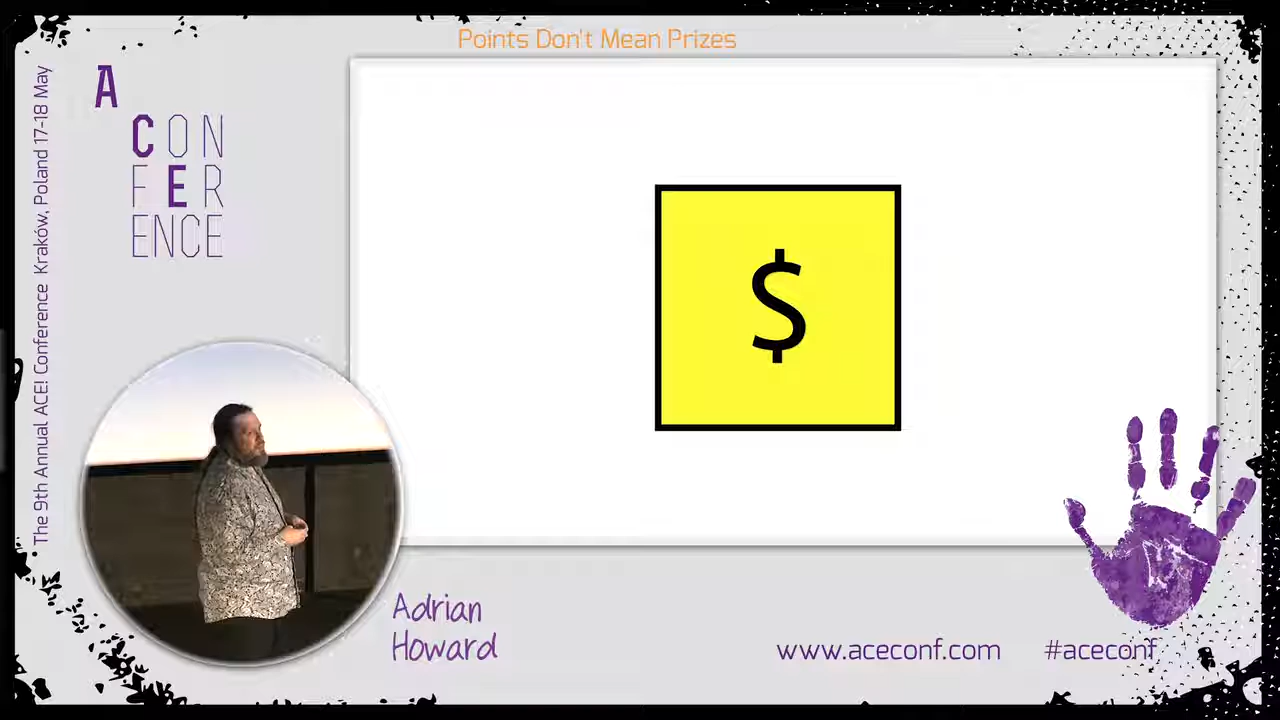 Points Don't Mean Prizes
The 9th Annual ACE! Conference Kraków, Poland 17-18 May
A
CON
FER
ENCE
$
Adrian
Howard
www.aceconf.com #aceconf